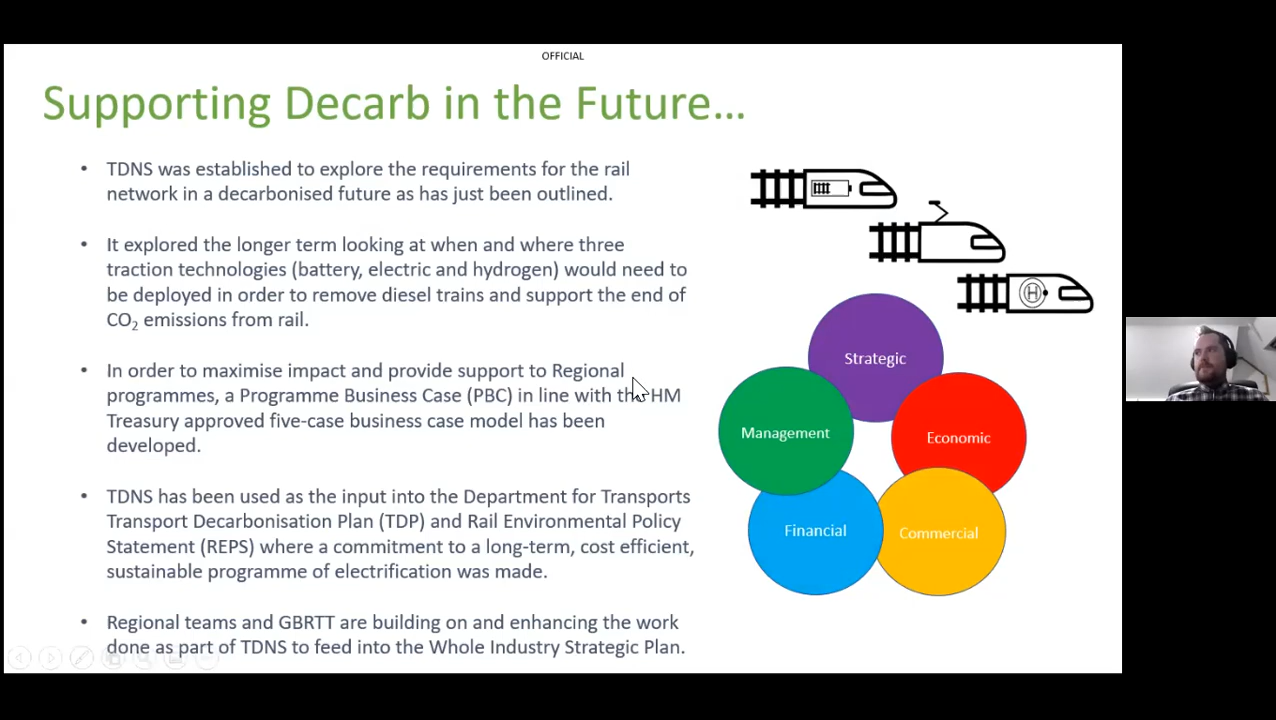 OFFICIAL
Supporting Decarb in the Future...
• TDNS was established to explore the requirements for the rail
network in a decarbonised future as has just been outlined.
• It explored the longer term looking at when and where three
traction technologies (battery, electric and hydrogen) would need to
be deployed in order to remove diesel trains and support the end of
CO₂ emissions from rail.
• In order to maximise impact and provide support to Regional
programmes, a Programme Business Case (PBC) in line with the HM
Treasury approved five-case business case model has been
developed.
• TDNS has been used as the input into the Department for Transports
Transport Decarbonisation Plan (TDP) and Rail Environmental Policy
Statement (REPS) where a commitment to a long-term, cost efficient,
sustainable programme of electrification was made.
• Regional teams and GBRTT are building on and enhancing the work
done as part of TDNS to feed into the Whole Industry Strategic Plan.
H
Strategic
Management
Economic
Financial
Commercial